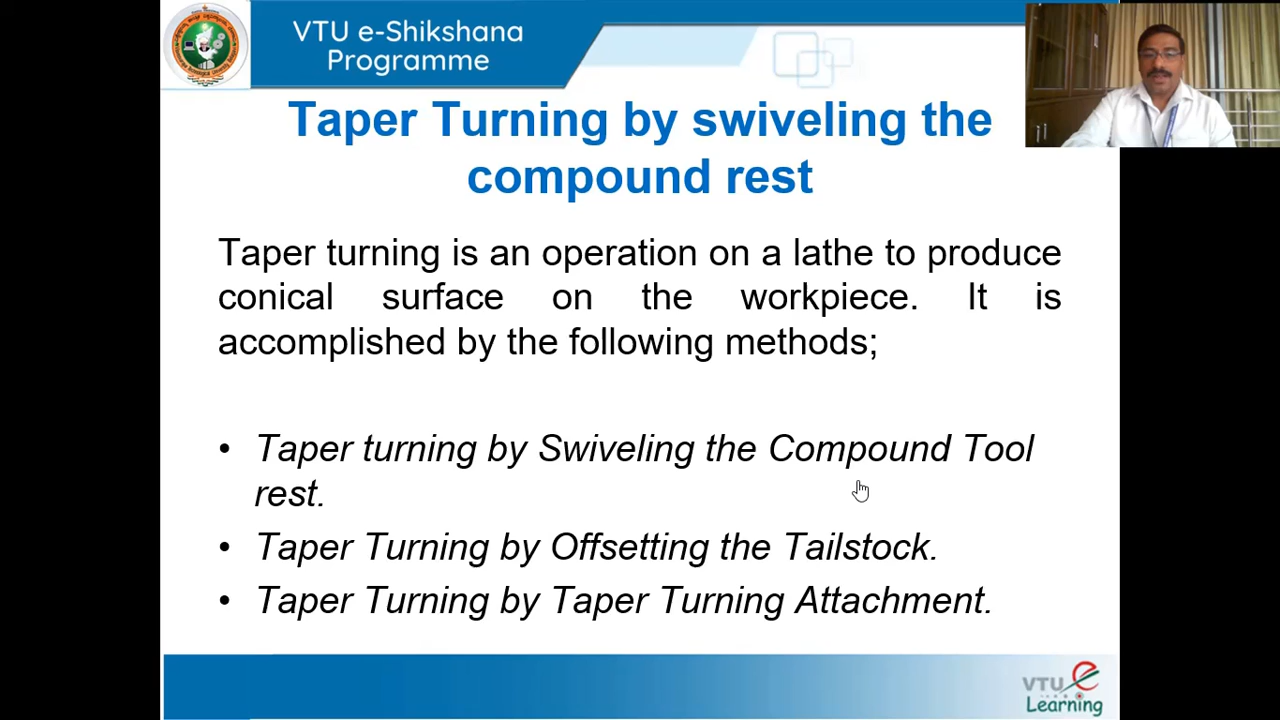 VTU e-Shikshana
Programme
Taper Turning by swiveling the
compound rest
Taper turning is an operation on a lathe to produce
conical surface on the workpiece. It is
accomplished by the following methods;
• Taper turning by Swiveling the Compound Tool
rest.
• Taper Turning by Offsetting the Tailstock.
• Taper Turning by Taper Turning Attachment.
VTU e
Learning